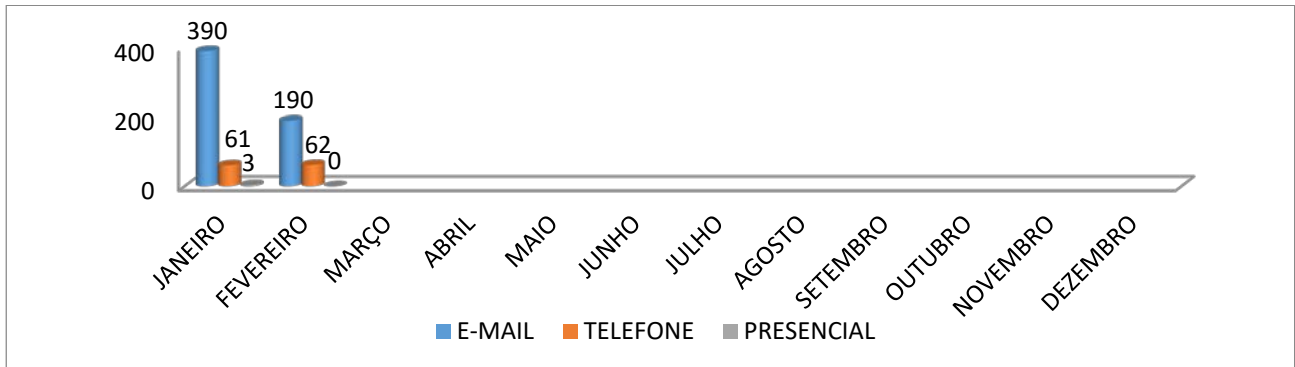 390
400
190
200
61
62
3
0
0
JANEIRO
FEVEREIRO
MARÇO
ABRIL
MAIO
JUNHO
JULHO
AGOSTO
SETEMBRO
OUTUBRO
NOVEMBRO
DEZEMBRO
E-MAIL TELEFONE PRESENCIAL